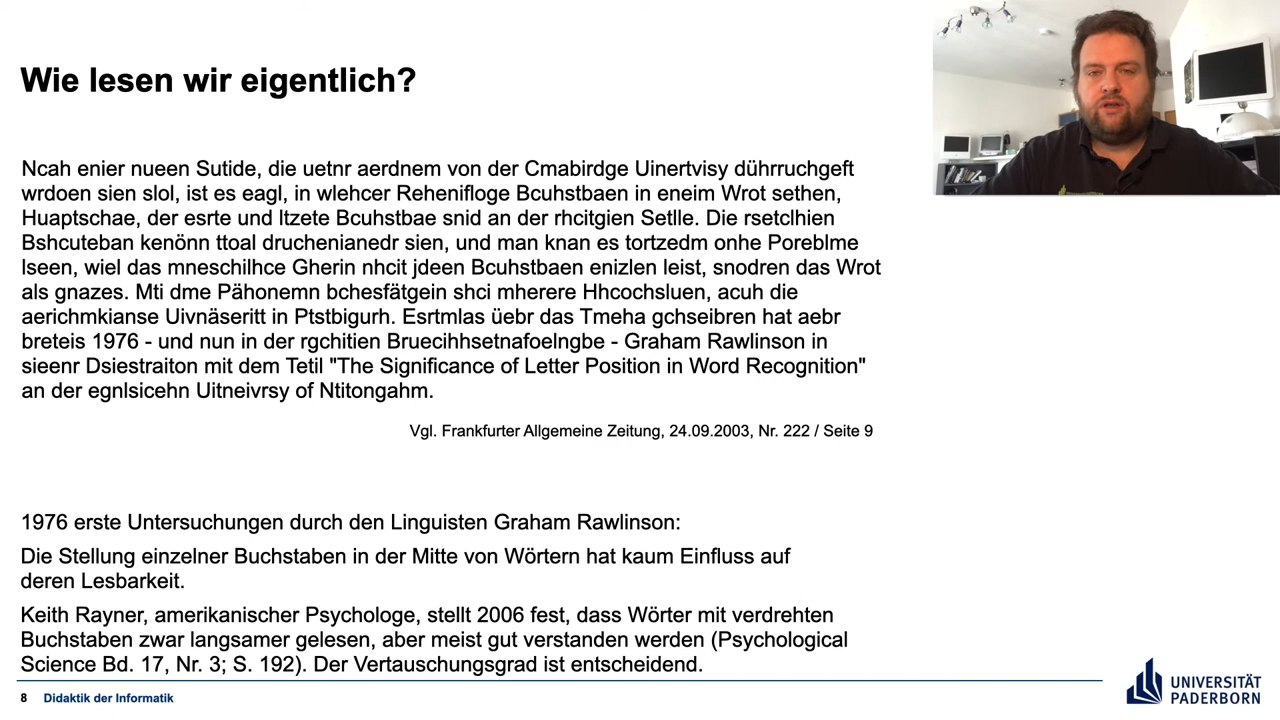 Wie lesen wir eigentlich?
Ncah enier nueen Sutide, die uetnr aerdnem von der Cmabirdge Uinertvisy dührruchgeft
wrdoen sien slol, ist es eagl, in wlehcer Rehenifloge Bcuhstbaen in eneim Wrot sethen,
Huaptschae, der esrte und ltzete Bcuhstbae snid an der rhcitgien Setlle. Die rsetclhien
Bshcuteban kenönn ttoal druchenianedr sien, und man knan es tortzedm onhe Poreblme
lseen, wiel das mneschilhce Gherin nhcit jdeen Bcuhstbaen enizlen leist, snodren das Wrot
als gnazes. Mti dme Pähonemn bchesfätgein shci mherere Hhcochsluen, acuh die
aerichmkianse Uivnäseritt in Ptstbigurh. Esrtmlas üebr das Tmeha gchseibren hat aebr
breteis 1976 - und nun in der rgchitien Bruecihhsetnafoelngbe - Graham Rawlinson in
sieenr Dsiestraiton mit dem Tetil "The Significance of Letter Position in Word Recognition"
an der egnlsicehn Uitneivrsy of Ntitongahm.
Vgl. Frankfurter Allgemeine Zeitung, 24.09.2003, Nr. 222 / Seite 9
1976 erste Untersuchungen durch den Linguisten Graham Rawlinson:
Die Stellung einzelner Buchstaben in der Mitte von Wörtern hat kaum Einfluss auf
deren Lesbarkeit.
Keith Rayner, amerikanischer Psychologe, stellt 2006 fest, dass Wörter mit verdrehten
Buchstaben zwar langsamer gelesen, aber meist gut verstanden werden (Psychological
Science Bd. 17, Nr. 3; S. 192). Der Vertauschungsgrad ist entscheidend.
8 Didaktik der Informatik
UNIVERSITÄT
PADERBORN